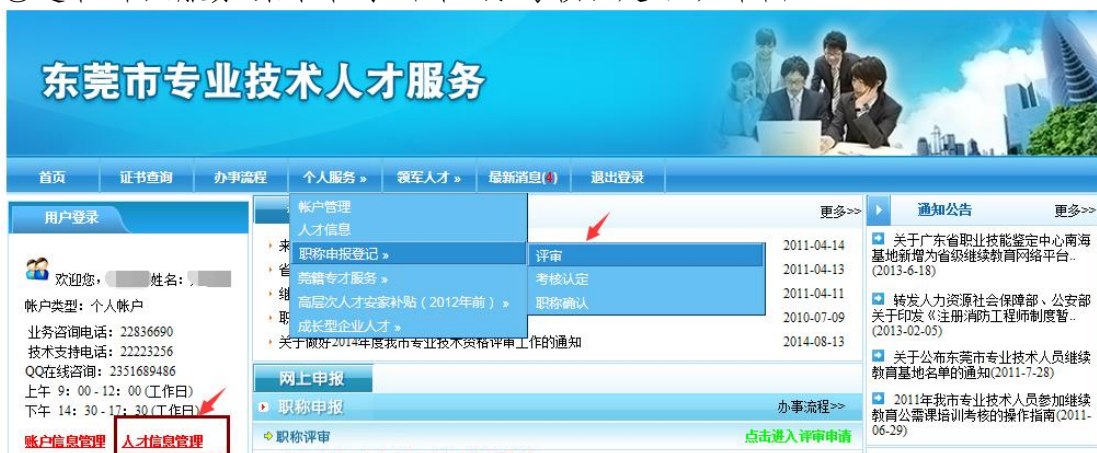 东莞市专业技术人才服务
首页 证书查询 办事流程 个人服务 » 领军人才 » 最新消息(4) 退出登录
用户登录
欢迎您, 姓名:
帐户类型：个人帐户
业务咨询电话：22836690
技术支持电话：22223256
QQ在线咨询：2351689486
上午 9：00 - 12：00 (工作日)
下午 14：30 - 17：30 (工作日)
账户信息管理 人才信息管理
帐户管理
人才信息
职称申报登记 »
莞籍专才服务 »
高层次人才安家补贴（2012年前） »
成长型企业人才 »
评审
考核认定
职称确认
更多>>
来
2011-04-14
省
2011-04-13
继
2011-04-11
职
2010-07-09
关于做好2014年度我市专业技术资格评审工作的通知 2014-08-13
网上申报
职称申报 办事流程>>
职称评审 点击进入评审申请
通知公告 更多>>
关于广东省职业技能鉴定中心南海
基地新增为省级继续教育网络平台..
(2013-6-18)
转发人力资源社会保障部、公安部
关于印发《注册消防工程师制度暂..
(2013-02-05)
关于公布东莞市专业技术人员继续
教育基地名单的通知(2011-7-28)
2011年我市专业技术人员参加继续
教育公需课培训考核的操作指南(2011-
06-29)